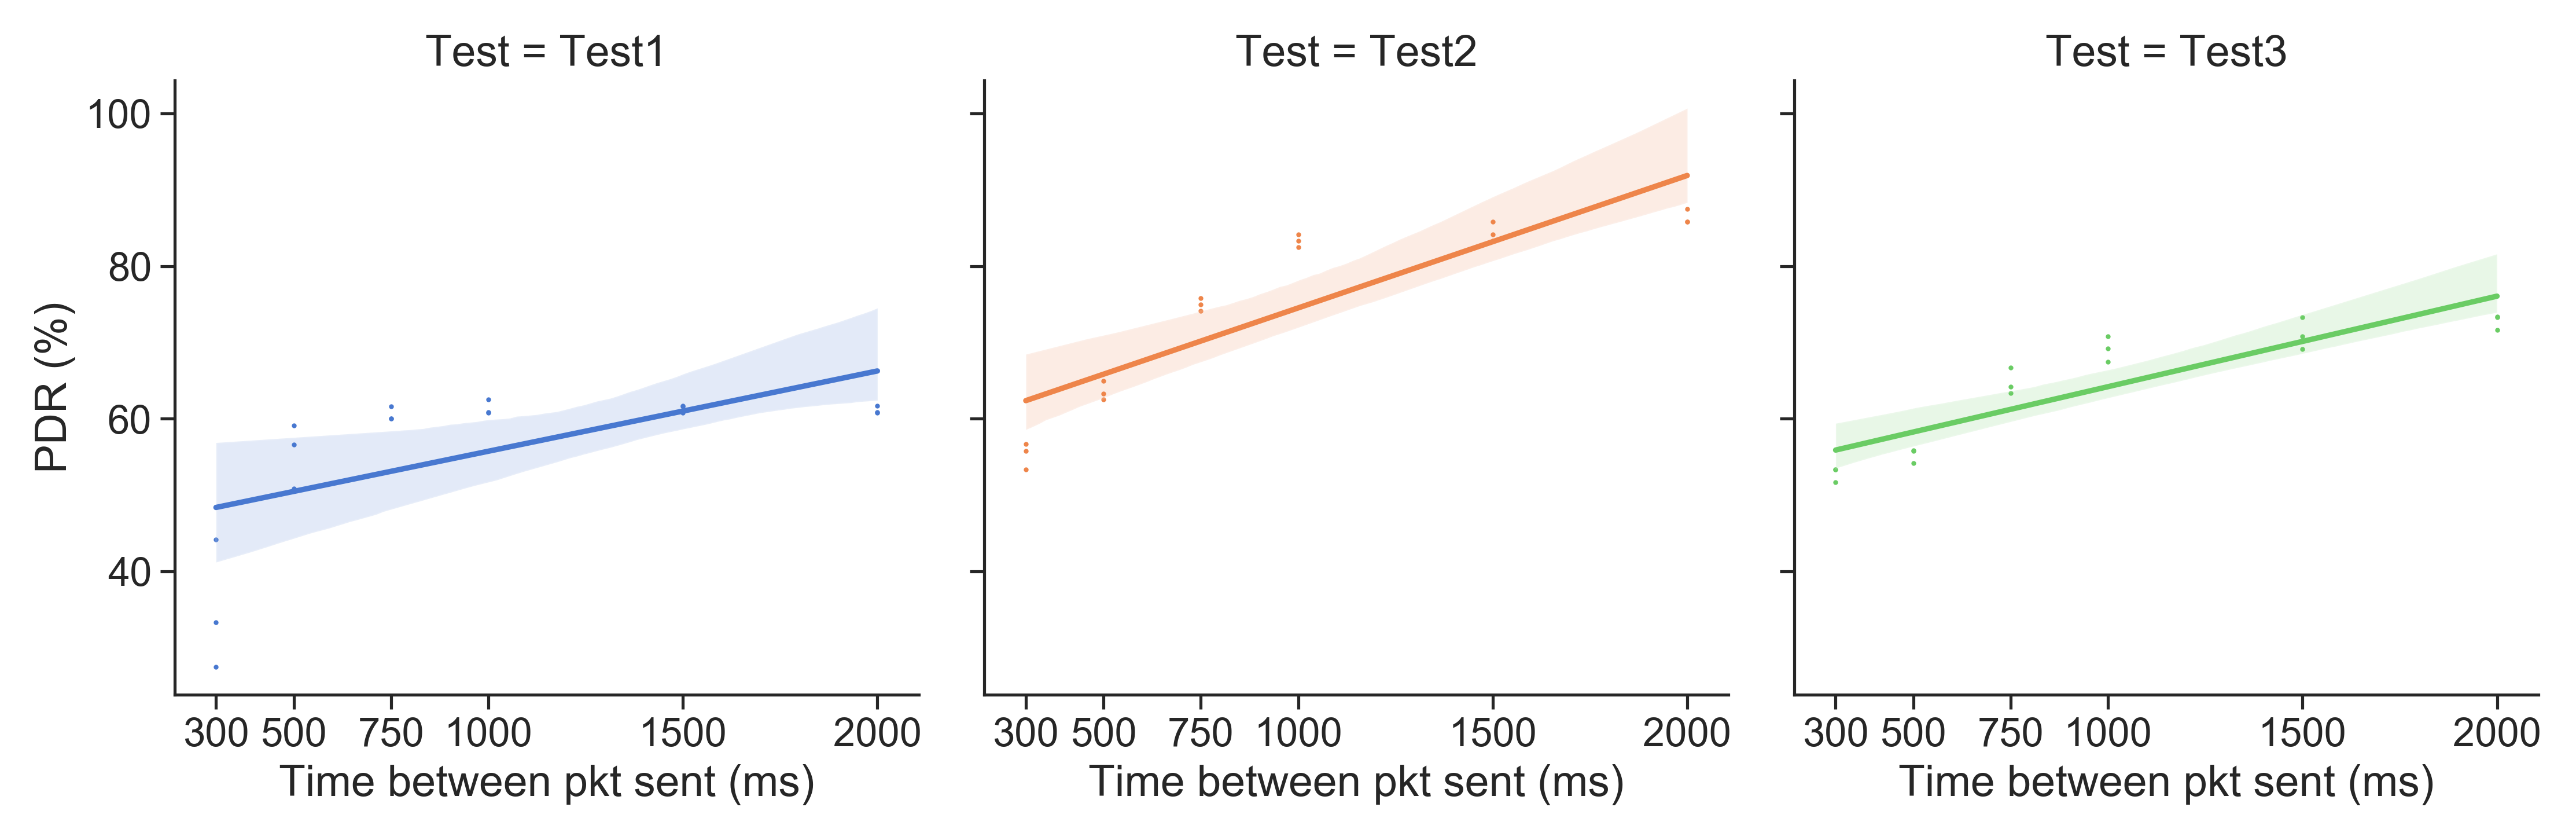 Test = Test1
Test = Test2
Test = Test3
PDR (%)
100
80
60
40
300 500 750 1000 1500 2000
300 500 750 1000 1500 2000
300 500 750 1000 1500 2000
Time between pkt sent (ms)
Time between pkt sent (ms)
Time between pkt sent (ms)